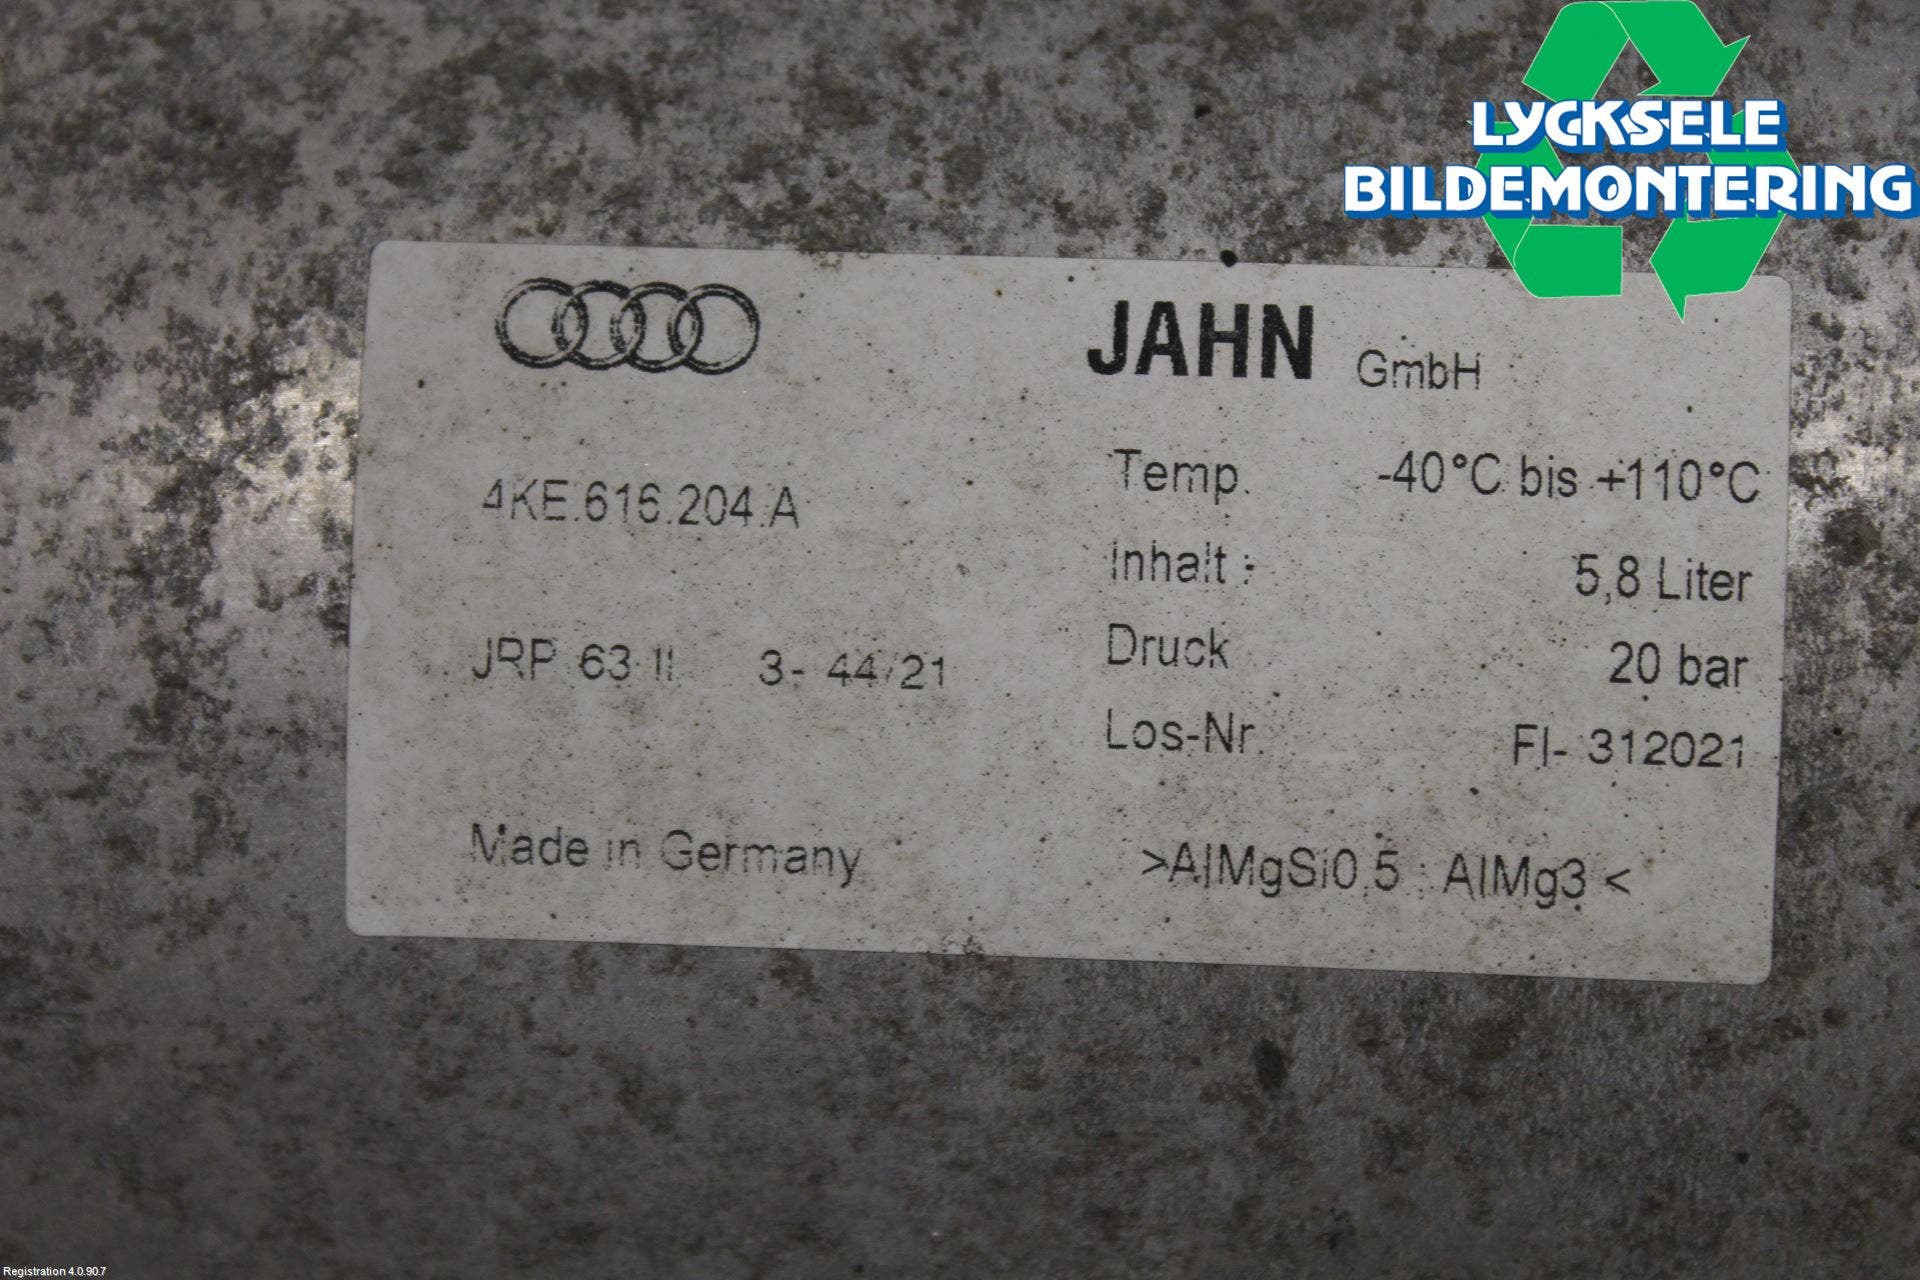 LYCKSELE
BILDEMONTERING
JAHN GmbH
4KE.616.204.A
Temp. -40°C bis +110°C
Inhalt : 5,8 Liter
JRP 63 II 3- 44/21
Druck 20 bar
Los-Nr. FI- 312021
Made in Germany
>AlMgSi0,5 : AlMg3 <
Registration 4.0.90.7